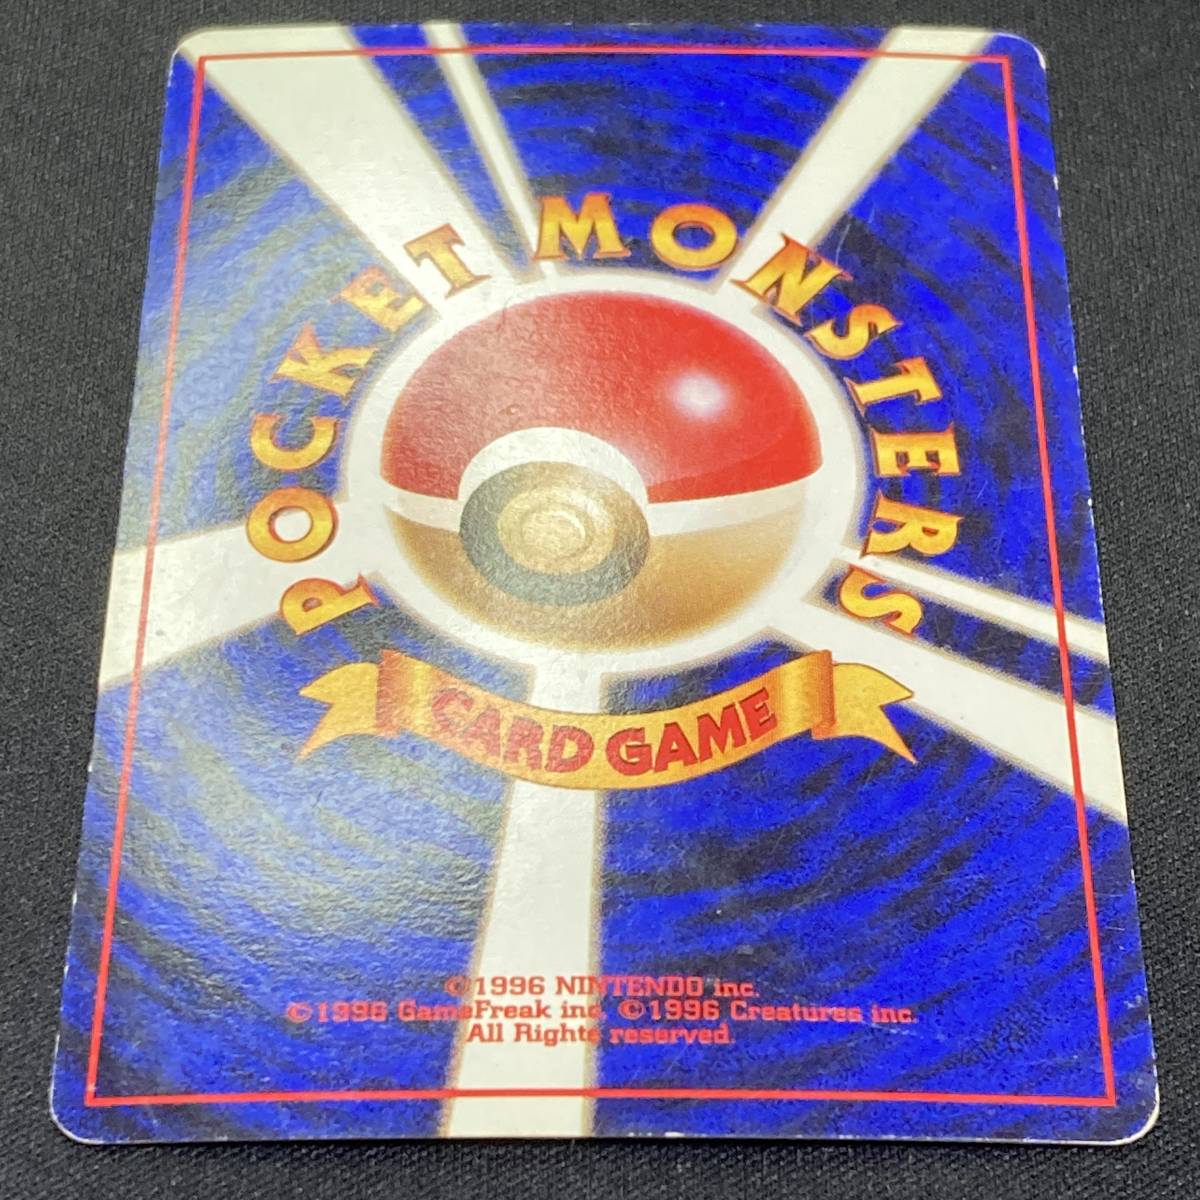 POCKET MONSTERS
CARD GAME
©1996 NINTENDO inc.
©1996 GameFreak inc. ©1996 Creatures inc.
All Rights reserved.